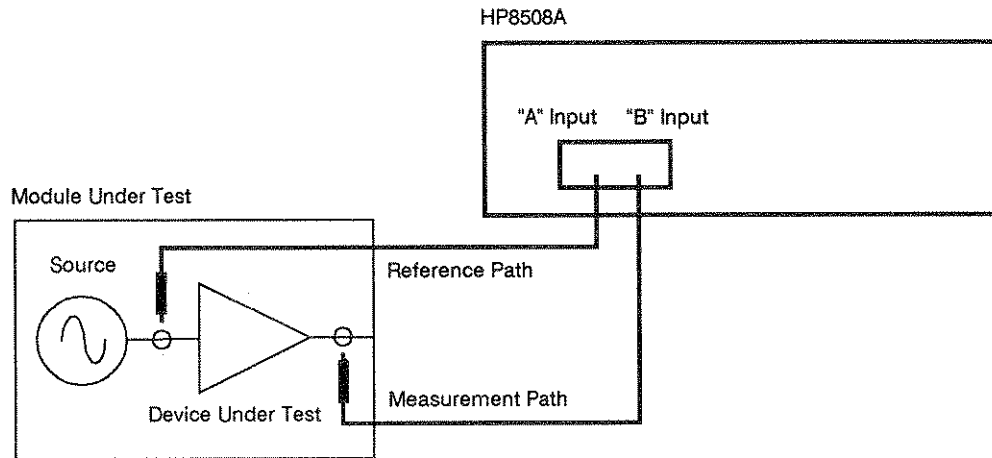 HP8508A
"A" Input "B" Input
Module Under Test
Source
Reference Path
Device Under Test
Measurement Path